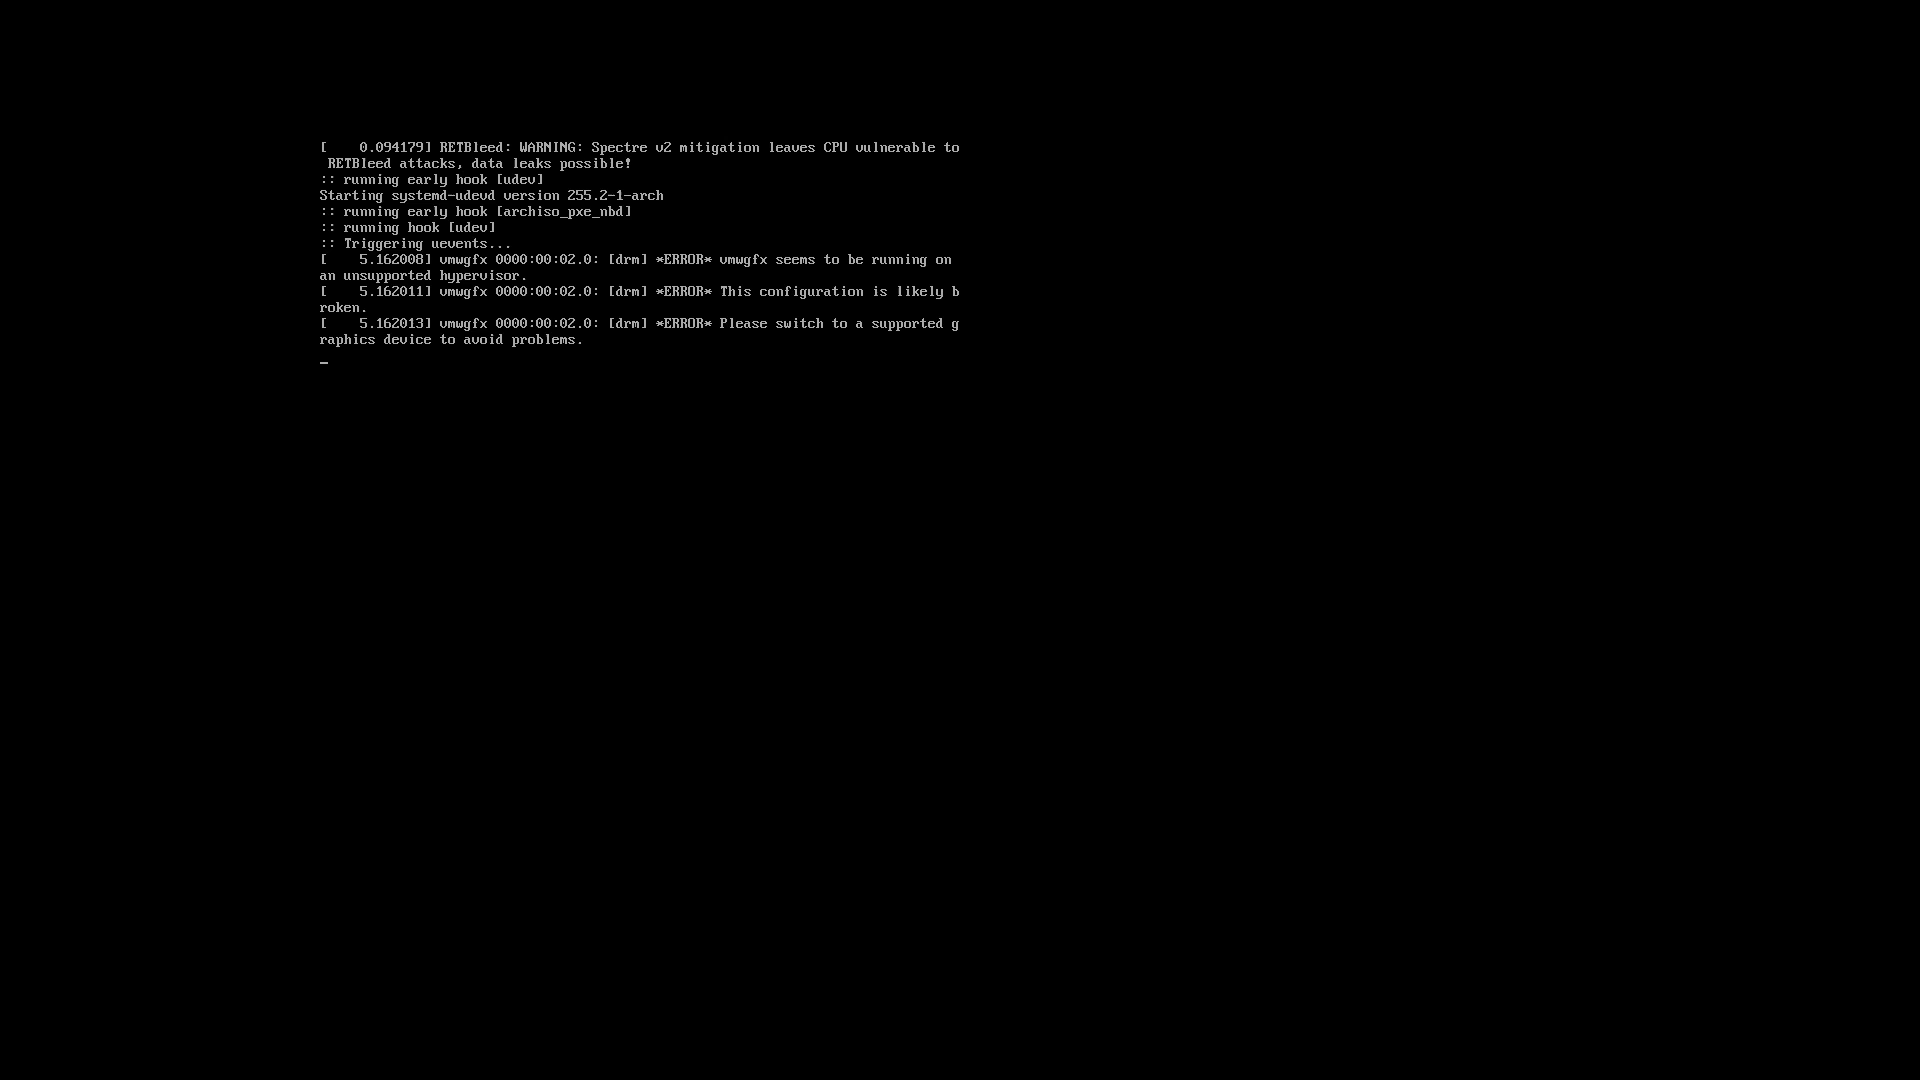 [    0.094179] RETBleed: WARNING: Spectre v2 mitigation leaves CPU vulnerable to
 RETBleed attacks, data leaks possible!
:: running early hook [udev]
Starting systemd-udevd version 255.2-1-arch
:: running early hook [archiso_pxe_nbd]
:: running hook [udev]
:: Triggering uevents...
[    5.162008] vmwgfx 0000:00:02.0: [drm] *ERROR* vmwgfx seems to be running on
an unsupported hypervisor.
[    5.162011] vmwgfx 0000:00:02.0: [drm] *ERROR* This configuration is likely b
roken.
[    5.162013] vmwgfx 0000:00:02.0: [drm] *ERROR* Please switch to a supported g
raphics device to avoid problems.
_